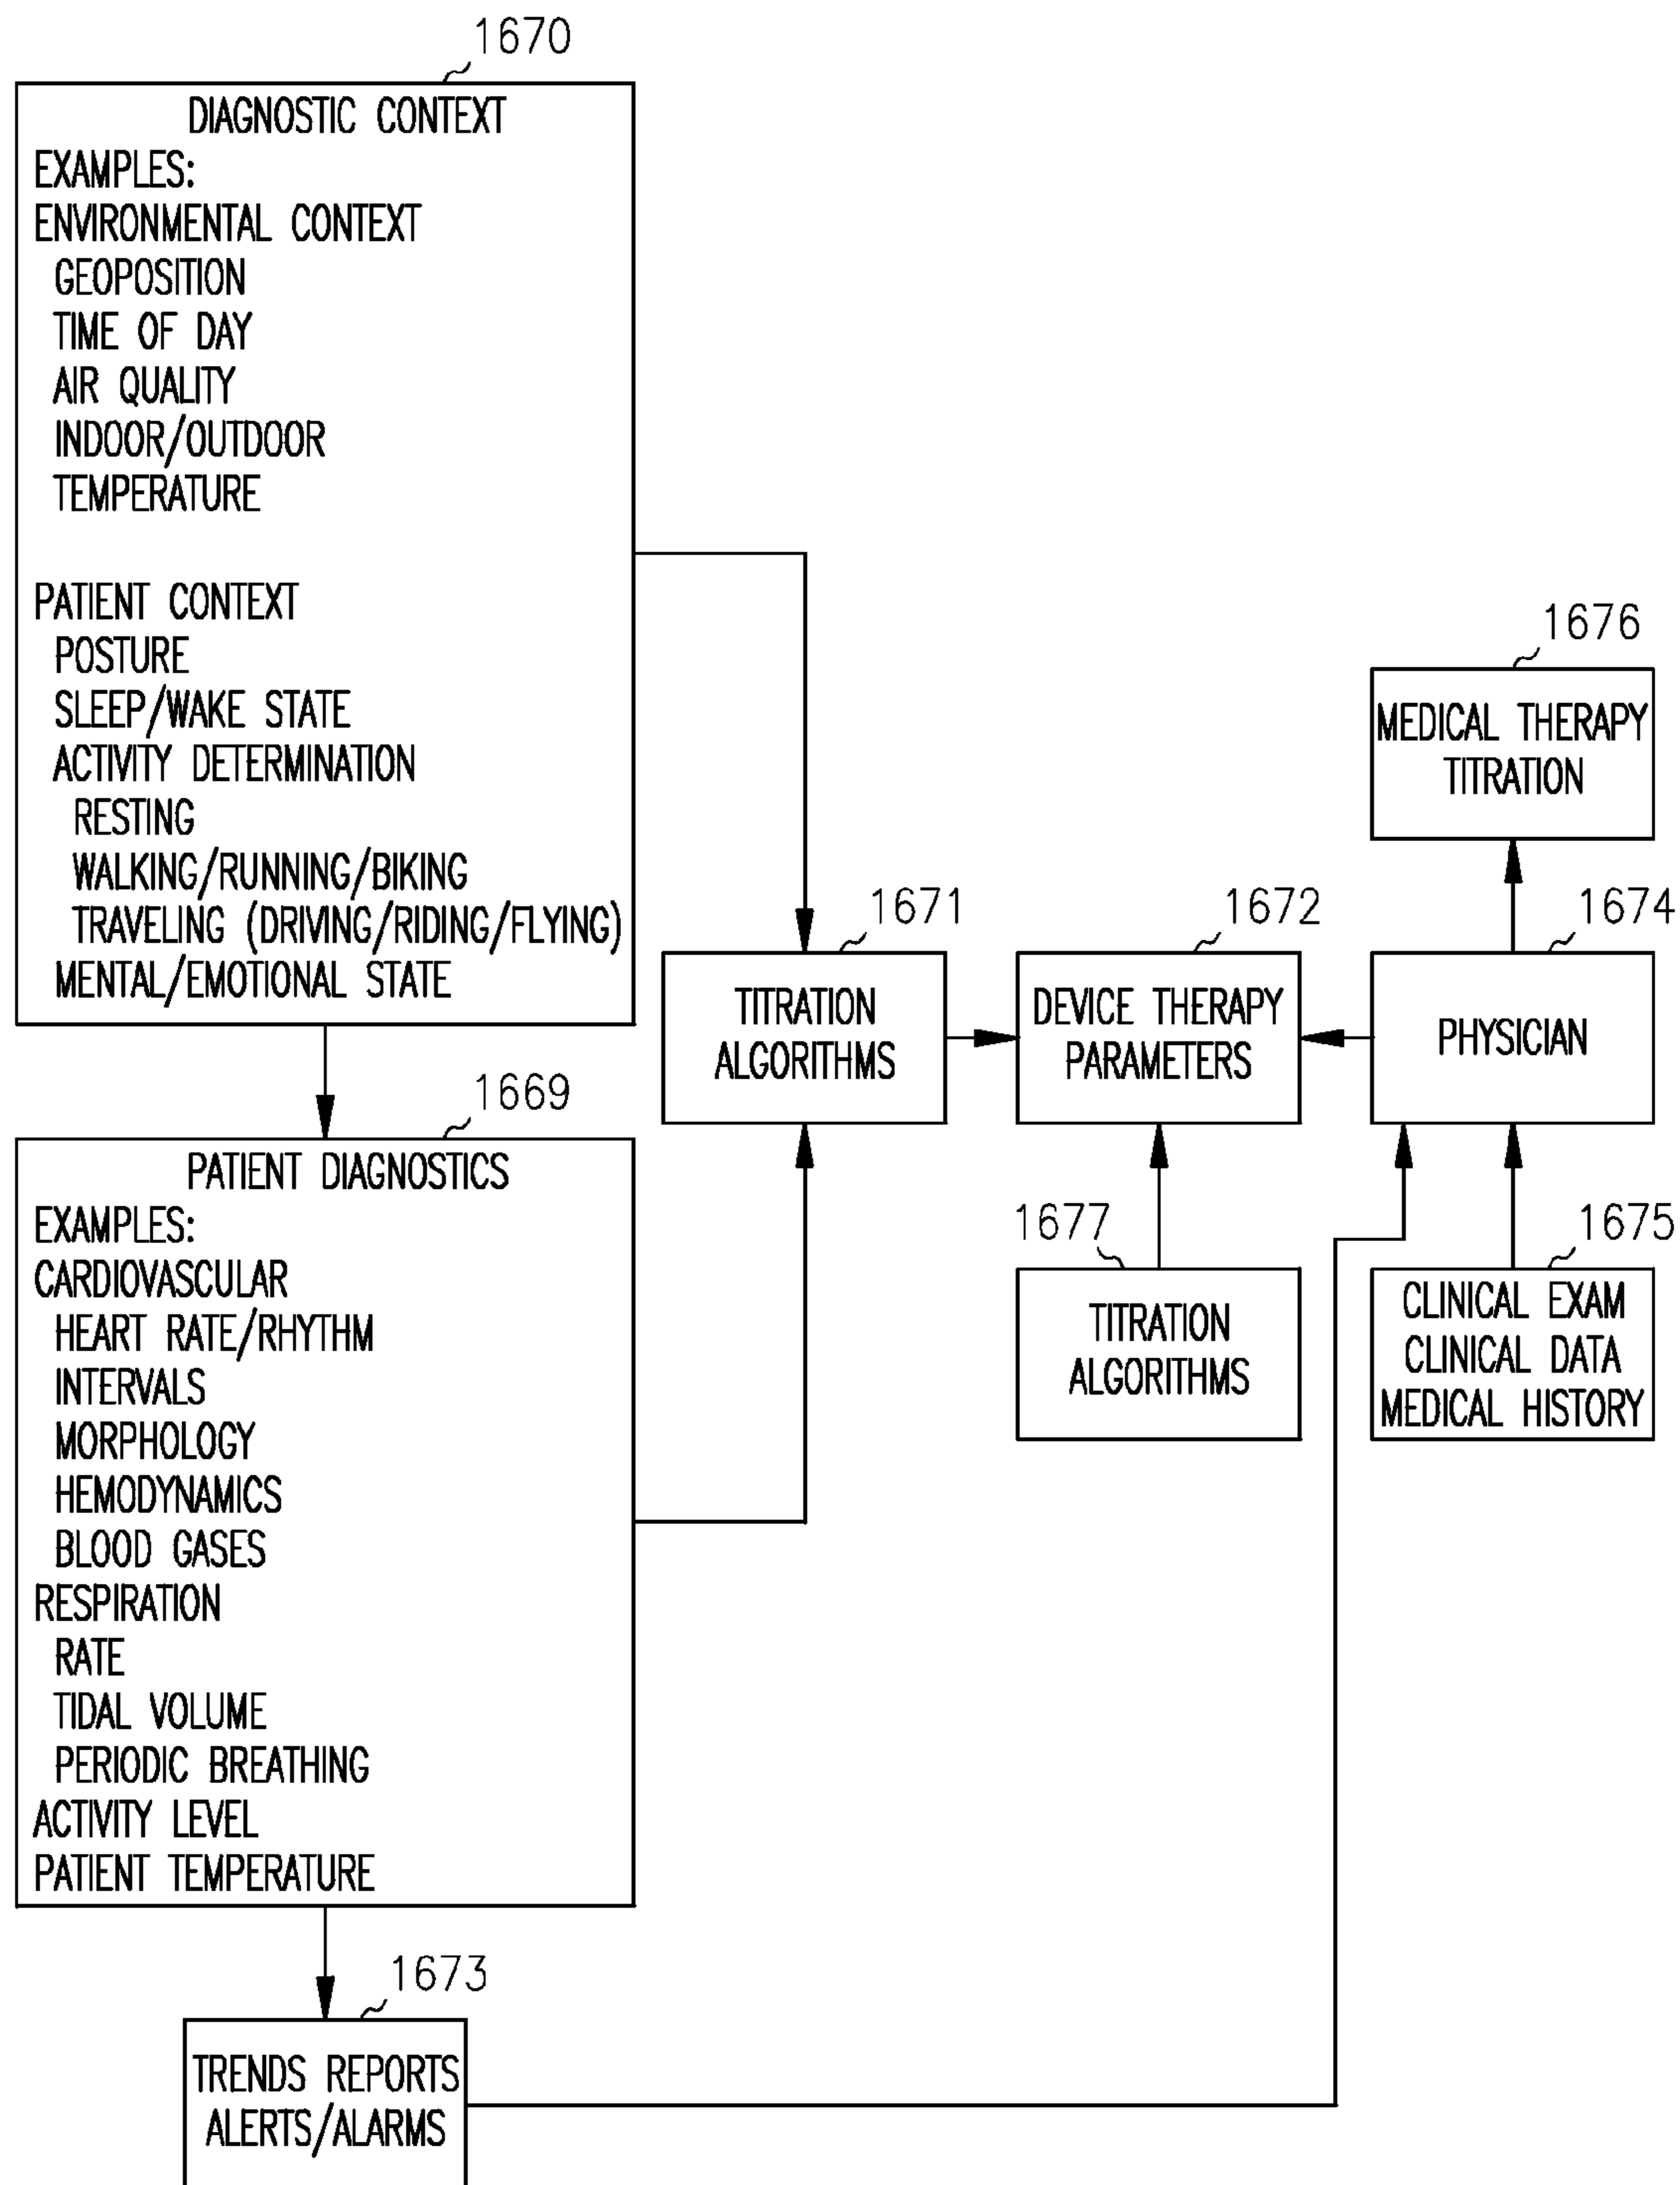 1670
DIAGNOSTIC CONTEXT
EXAMPLES:
ENVIRONMENTAL CONTEXT
GEOPOSITION
TIME OF DAY
AIR QUALITY
INDOOR/OUTDOOR
TEMPERATURE
PATIENT CONTEXT
POSTURE
SLEEP/WAKE STATE
ACTIVITY DETERMINATION
RESTING
WALKING/RUNNING/BIKING
TRAVELING (DRIVING/RIDING/FLYING)
MENTAL/EMOTIONAL STATE
1669
PATIENT DIAGNOSTICS
EXAMPLES:
CARDIOVASCULAR
HEART RATE/RHYTHM
INTERVALS
MORPHOLOGY
HEMODYNAMICS
BLOOD GASES
RESPIRATION
RATE
TIDAL VOLUME
PERIODIC BREATHING
ACTIVITY LEVEL
PATIENT TEMPERATURE
1673
TRENDS REPORTS
ALERTS/ALARMS
1671
TITRATION
ALGORITHMS
1672
DEVICE THERAPY
PARAMETERS
1677
TITRATION
ALGORITHMS
1676
MEDICAL THERAPY
TITRATION
1674
PHYSICIAN
1675
CLINICAL EXAM
CLINICAL DATA
MEDICAL HISTORY